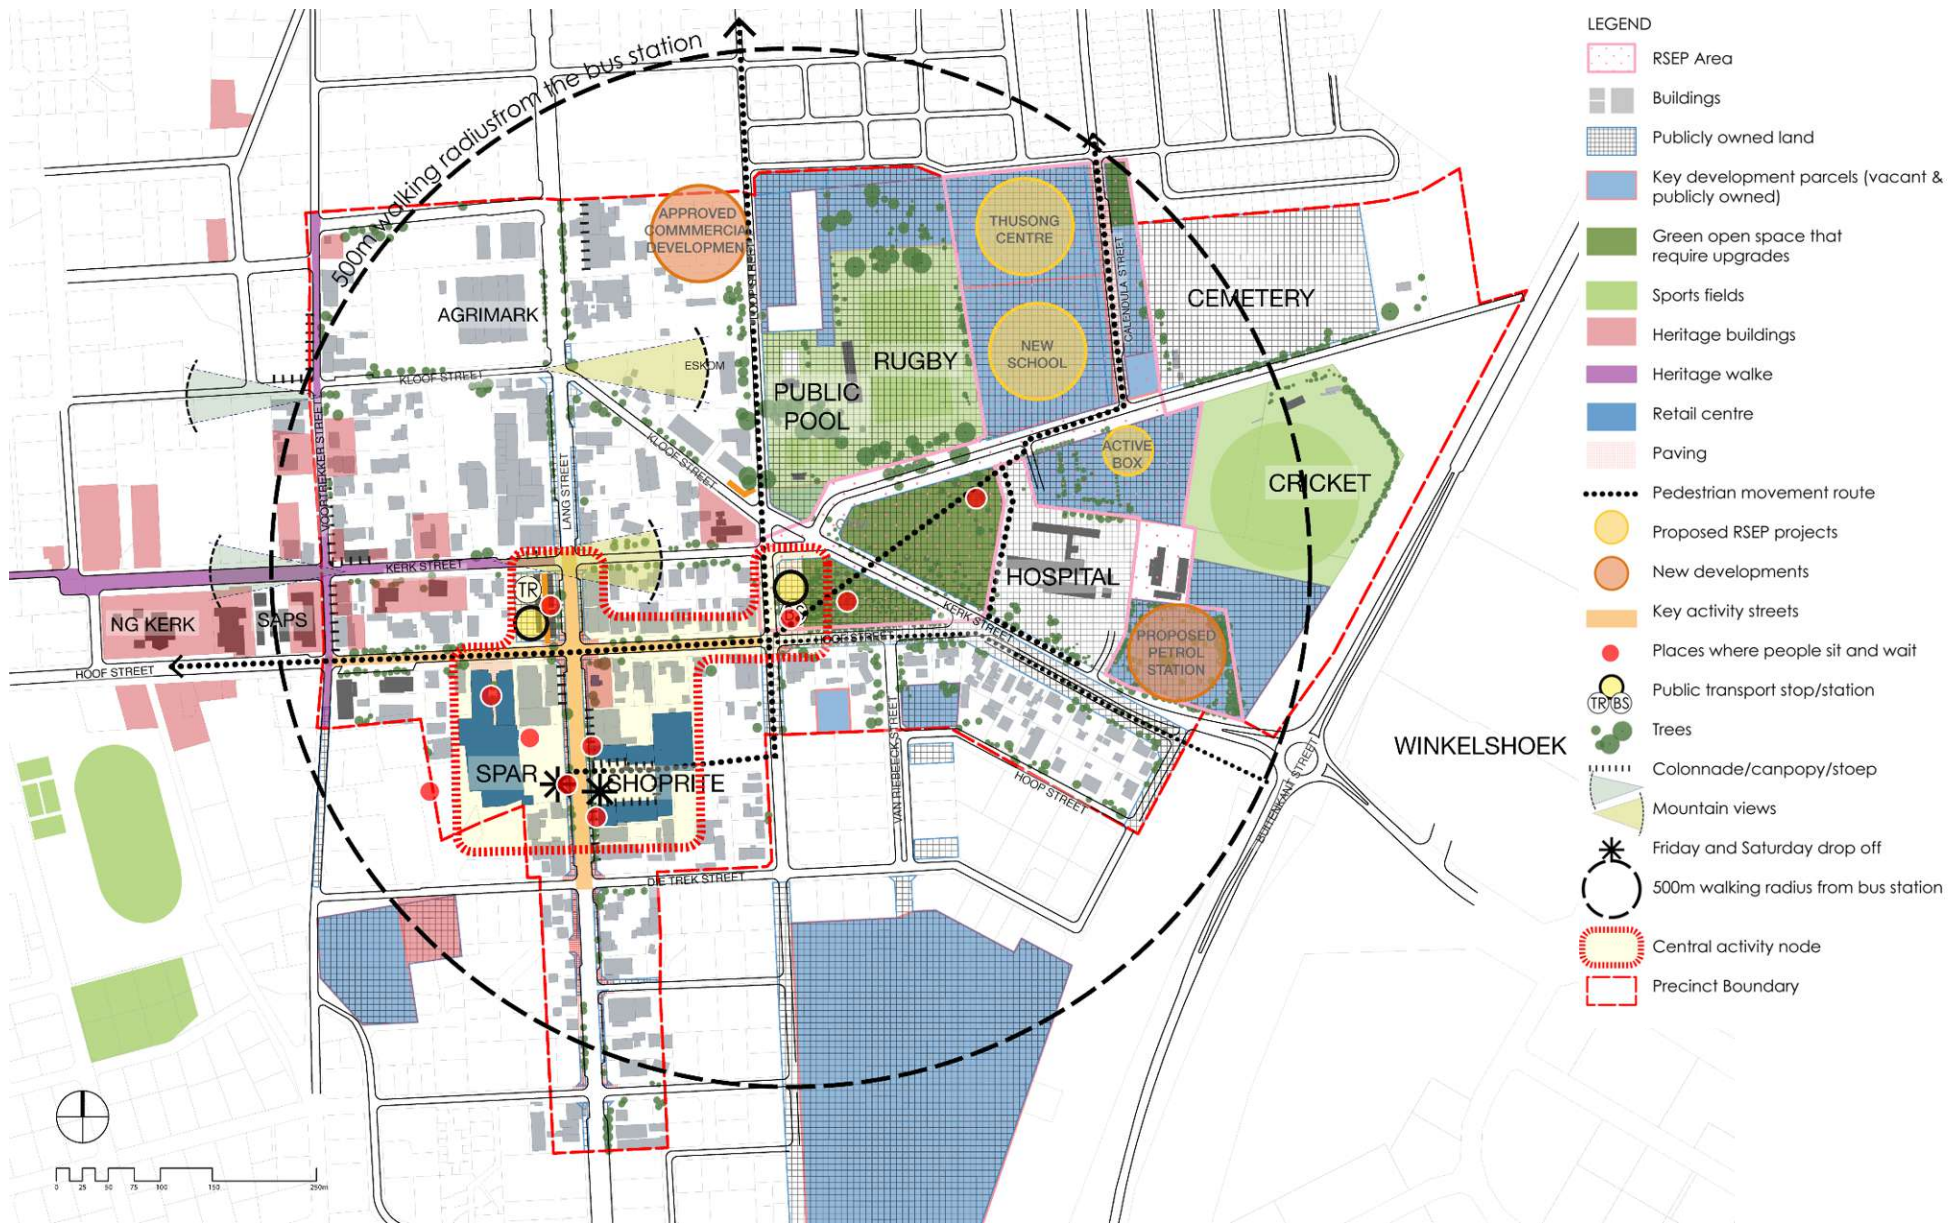 500m walking radiusfrom the bus station
APPROVED
COMMMERCIA
DEVELOPMENT
LOOP STREET
THUSONG
CENTRE
CALENDULA STREET
CEMETERY
AGRIMARK
RUGBY
NEW
SCHOOL
ESKOM
KLOOF STREET
PUBLIC
POOL
VOORTREKKER STREET
KLOOF STREET
LANG STREET
ACTIVE
BOX
CRICKET
KERK STREET
HOSPITAL
TR
NG KERK
SAPS
KERK STREET
HOOF STREET
PROPOSED
PETROL
STATION
HOOF STREET
VAN RIEBEECK STREET
WINKELSHOEK
SPAR
SHOPRITE
HOOP STREET
BUITENKANT STREET
DIE TREK STREET
0 25 50 75 100 150 250m
LEGEND
RSEP Area
Buildings
Publicly owned land
Key development parcels (vacant &
publicly owned)
Green open space that
require upgrades
Sports fields
Heritage buildings
Heritage walke
Retail centre
Paving
Pedestrian movement route
Proposed RSEP projects
New developments
Key activity streets
Places where people sit and wait
Public transport stop/station
TR BS
Trees
Colonnade/canpopy/stoep
Mountain views
Friday and Saturday drop off
500m walking radius from bus station
Central activity node
Precinct Boundary